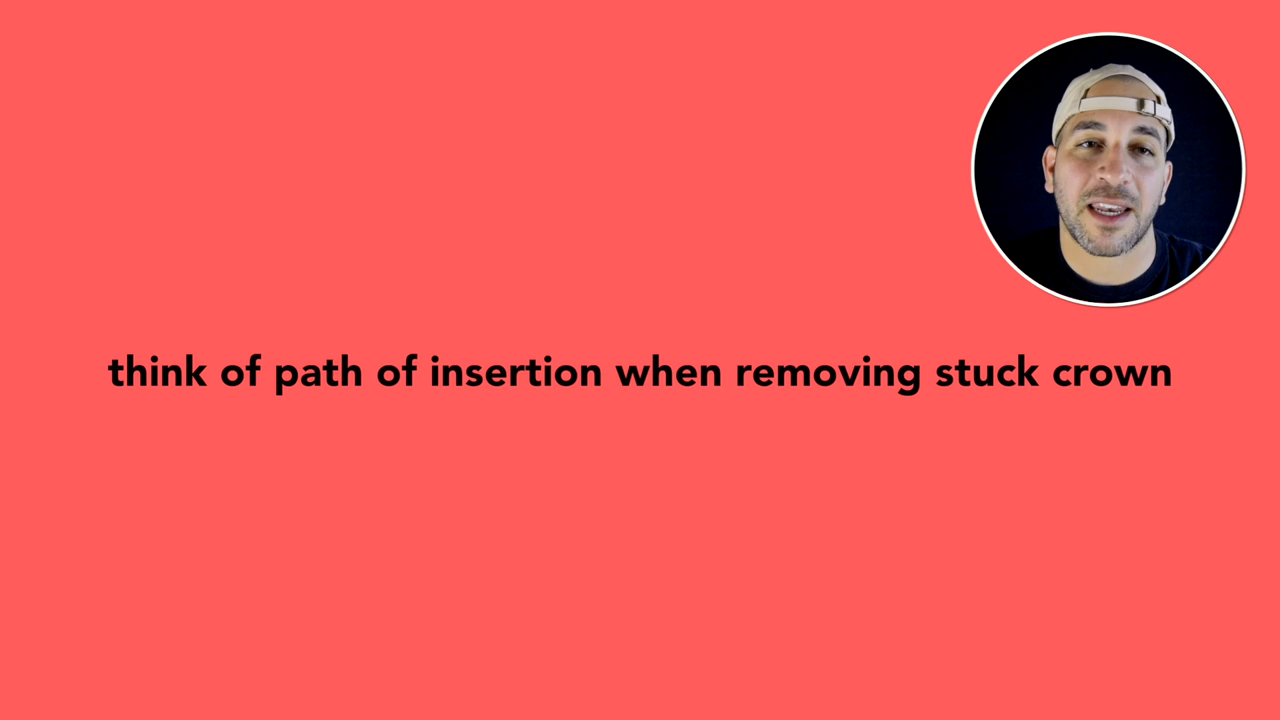 think of path of insertion when removing stuck crown